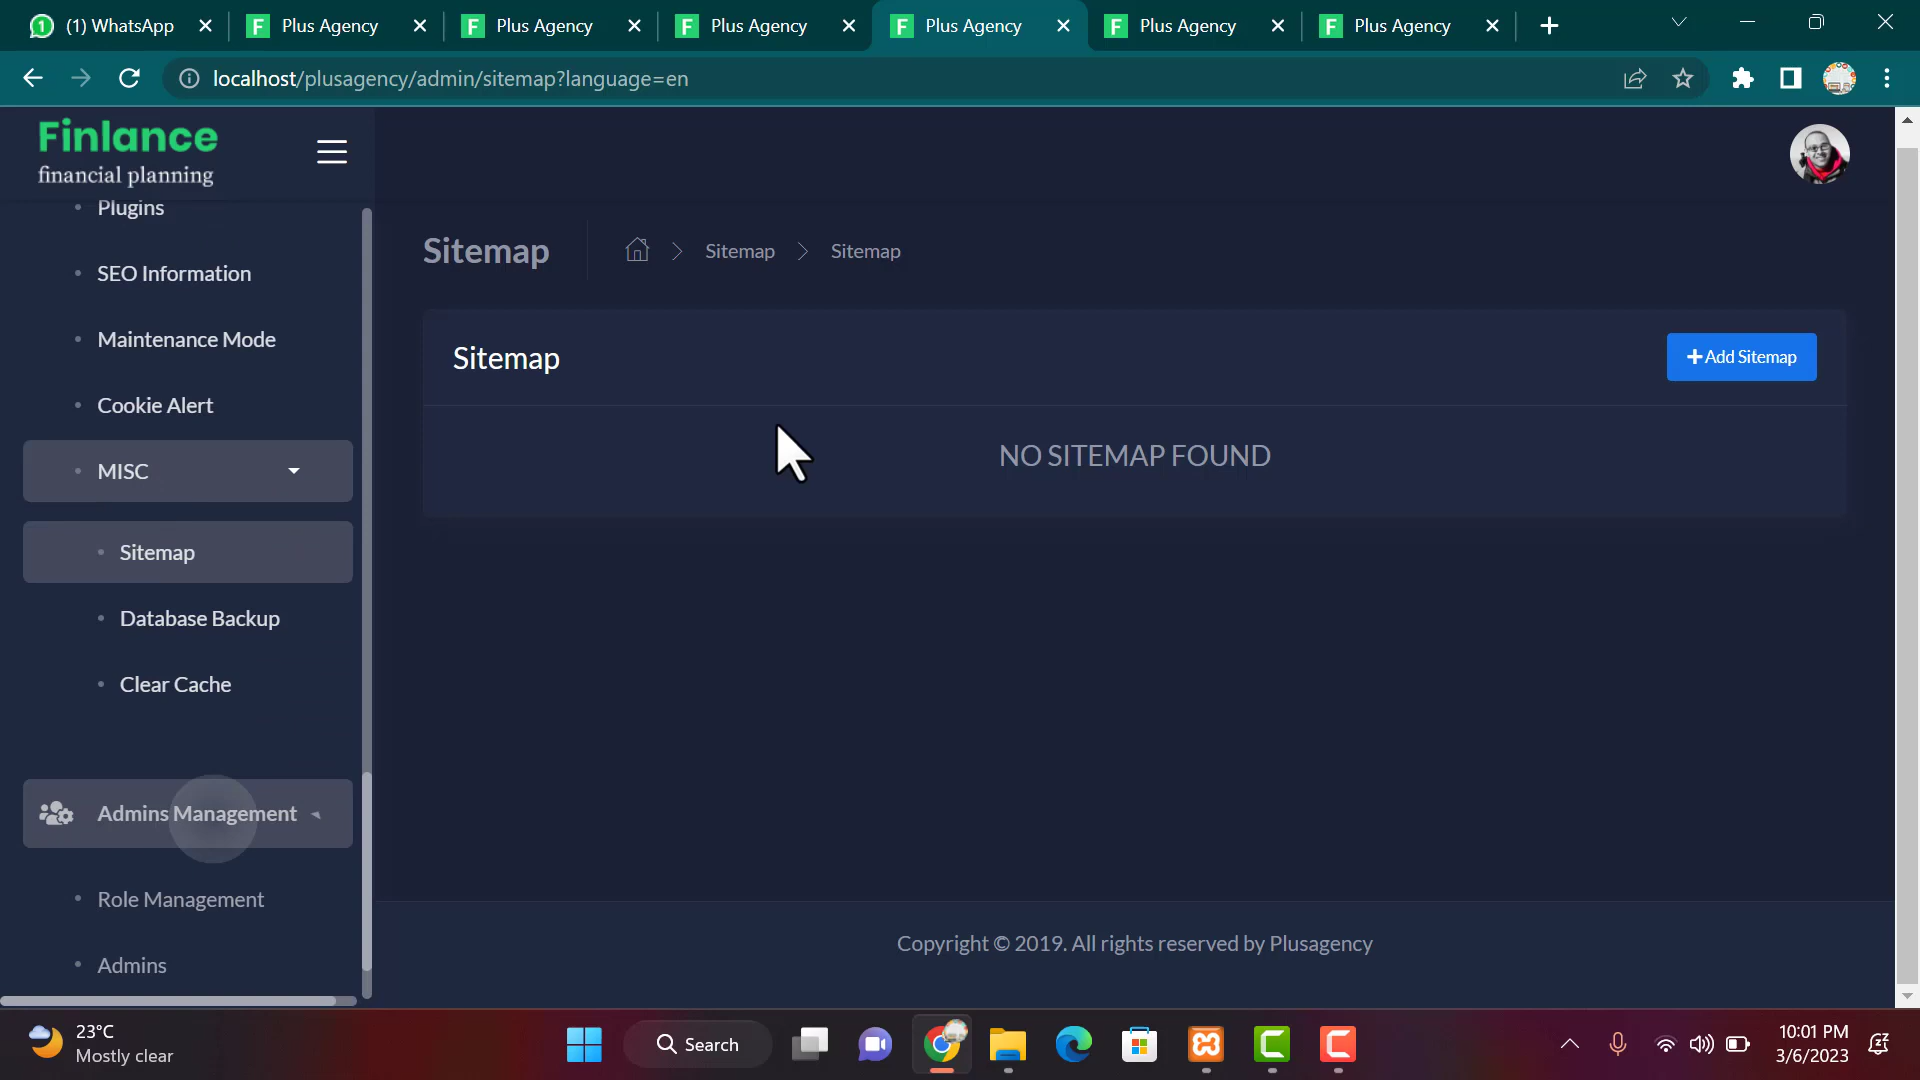 (1) WhatsApp
Plus Agency
Plus Agency
Plus Agency
Plus Agency
Plus Agency
Plus Agency
localhost/plusagency/admin/sitemap?language=en
Finlance
financial planning
Plugins
SEO Information
Maintenance Mode
Cookie Alert
MISC
Sitemap
Database Backup
Clear Cache
Admins Management
Role Management
Admins
Sitemap
Sitemap
Sitemap
Sitemap
Add Sitemap
NO SITEMAP FOUND
Copyright © 2019. All rights reserved by Plusagency
23°C
Mostly clear
Search
10:01 PM
3/6/2023